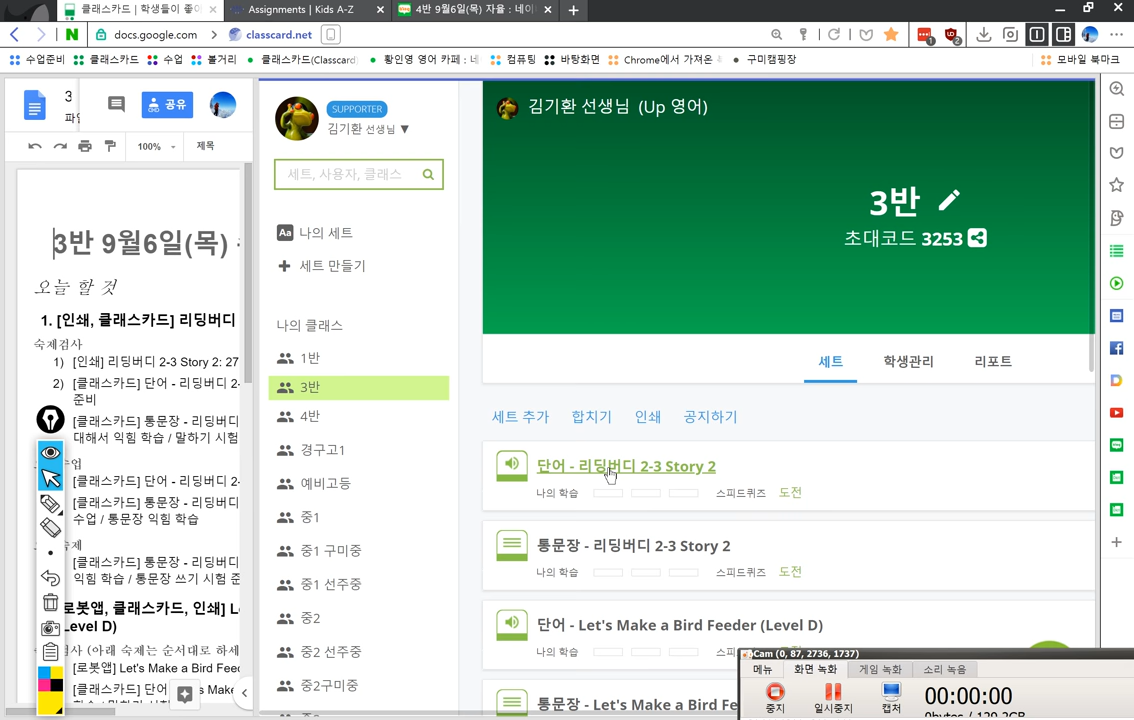 클래스카드 | 학생들이 좋아
Assignments | Kids A-Z
4반 9월6일(목) 자율 : 네이
docs.google.com
classcard.net
수업준비
클래스카드
수업
볼거리
클래스카드(Classcard
황인영 영어 카페 : 네
컴퓨팅
바탕화면
Chrome에서 가져온
구미캠핑장
모바일 북마크
3
파일
공유
100%
제목
3반 9월6일(목)
오늘 할 것
1. [인쇄, 클래스카드] 리딩버디
숙제검사
1) [인쇄] 리딩버디 2-3 Story 2: 27
2) [클래스카드] 단어 - 리딩버디 2-
준비
[클래스카드] 통문장 - 리딩버디
대해서 익힘 학습 / 말하기 시험
업
[클래스카드] 단어 - 리딩버디 2-
[클래스카드] 통문장 - 리딩버디
수업 / 통문장 익힘 학습
제
[클래스카드] 통문장 - 리딩버디
익힘 학습 / 통문장 쓰기 시험 준
로봇앱, 클래스카드, 인쇄] L
Level D)
사 (아래 숙제는 순서대로 하세
[로봇앱] Let's Make a Bird Feed
[클래스카드] 단어
s Make
SUPPORTER
김기환 선생님 ▼
세트, 사용자, 클래스
Aa 나의 세트
세트 만들기
나의 클래스
1반
3반
4반
경구고1
예비고등
중1
중1 구미중
중1 선주중
중2
중2 선주중
중2구미중
김기환 선생님 (Up 영어)
3반
초대코드 3253
세트
학생관리
리포트
세트 추가
합치기
인쇄
공지하기
단어 - 리딩버디 2-3 Story 2
나의 학습
스피드퀴즈 도전
통문장 - 리딩버디 2-3 Story 2
나의 학습
스피드퀴즈 도전
단어 - Let's Make a Bird Feeder (Level D)
나의 학습
통문장 - Let's Make a Bird Fe
oCam (0, 87, 2736, 1737)
메뉴
화면 녹화
게임 녹화
소리 녹음
중지
일시중지
캡처
00:00:00
0bytes / 120.2GB